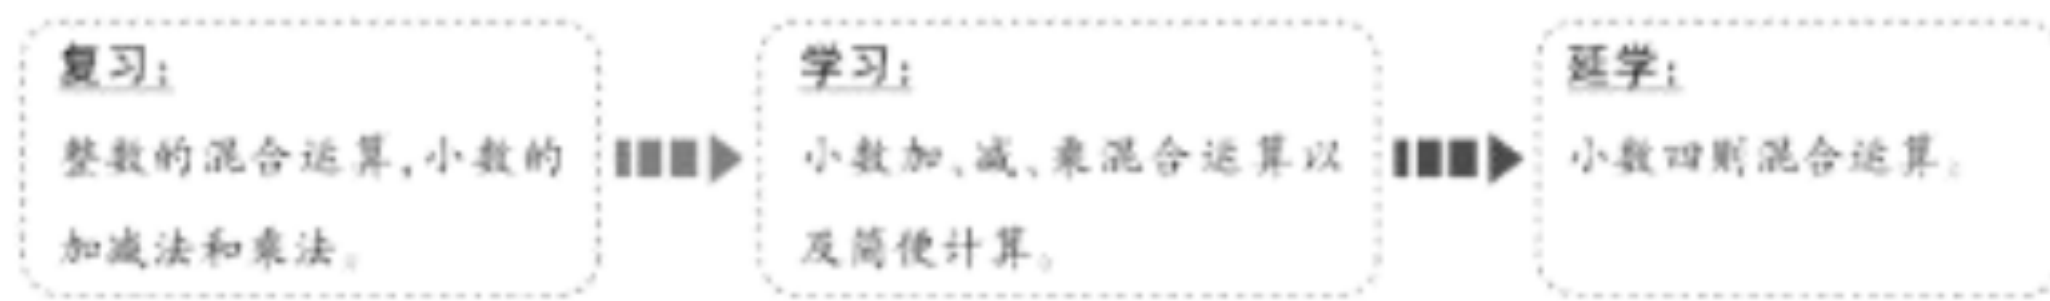 复习：
整数的混合运算，小数的
加减法和乘法。
学习：
小数加、减、乘混合运算以
及简便计算。
延学：
小数四则混合运算。